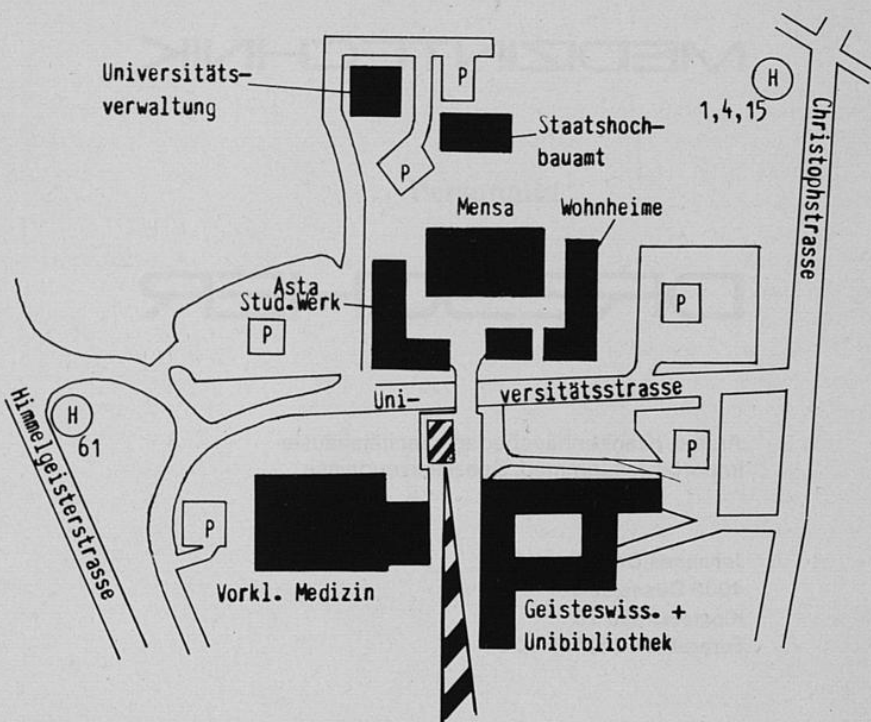 Universitäts-
verwaltung
P
H
1,4,15
Christophstrasse
P
Staatshoch-
bauamt
Mensa
Wohnheime
Asta
Stud.Werk
P
P
Himmelgeisterstrasse
H
61
Uni-
versitätsstrasse
P
P
Vorkl. Medizin
Geisteswiss. +
Unibibliothek